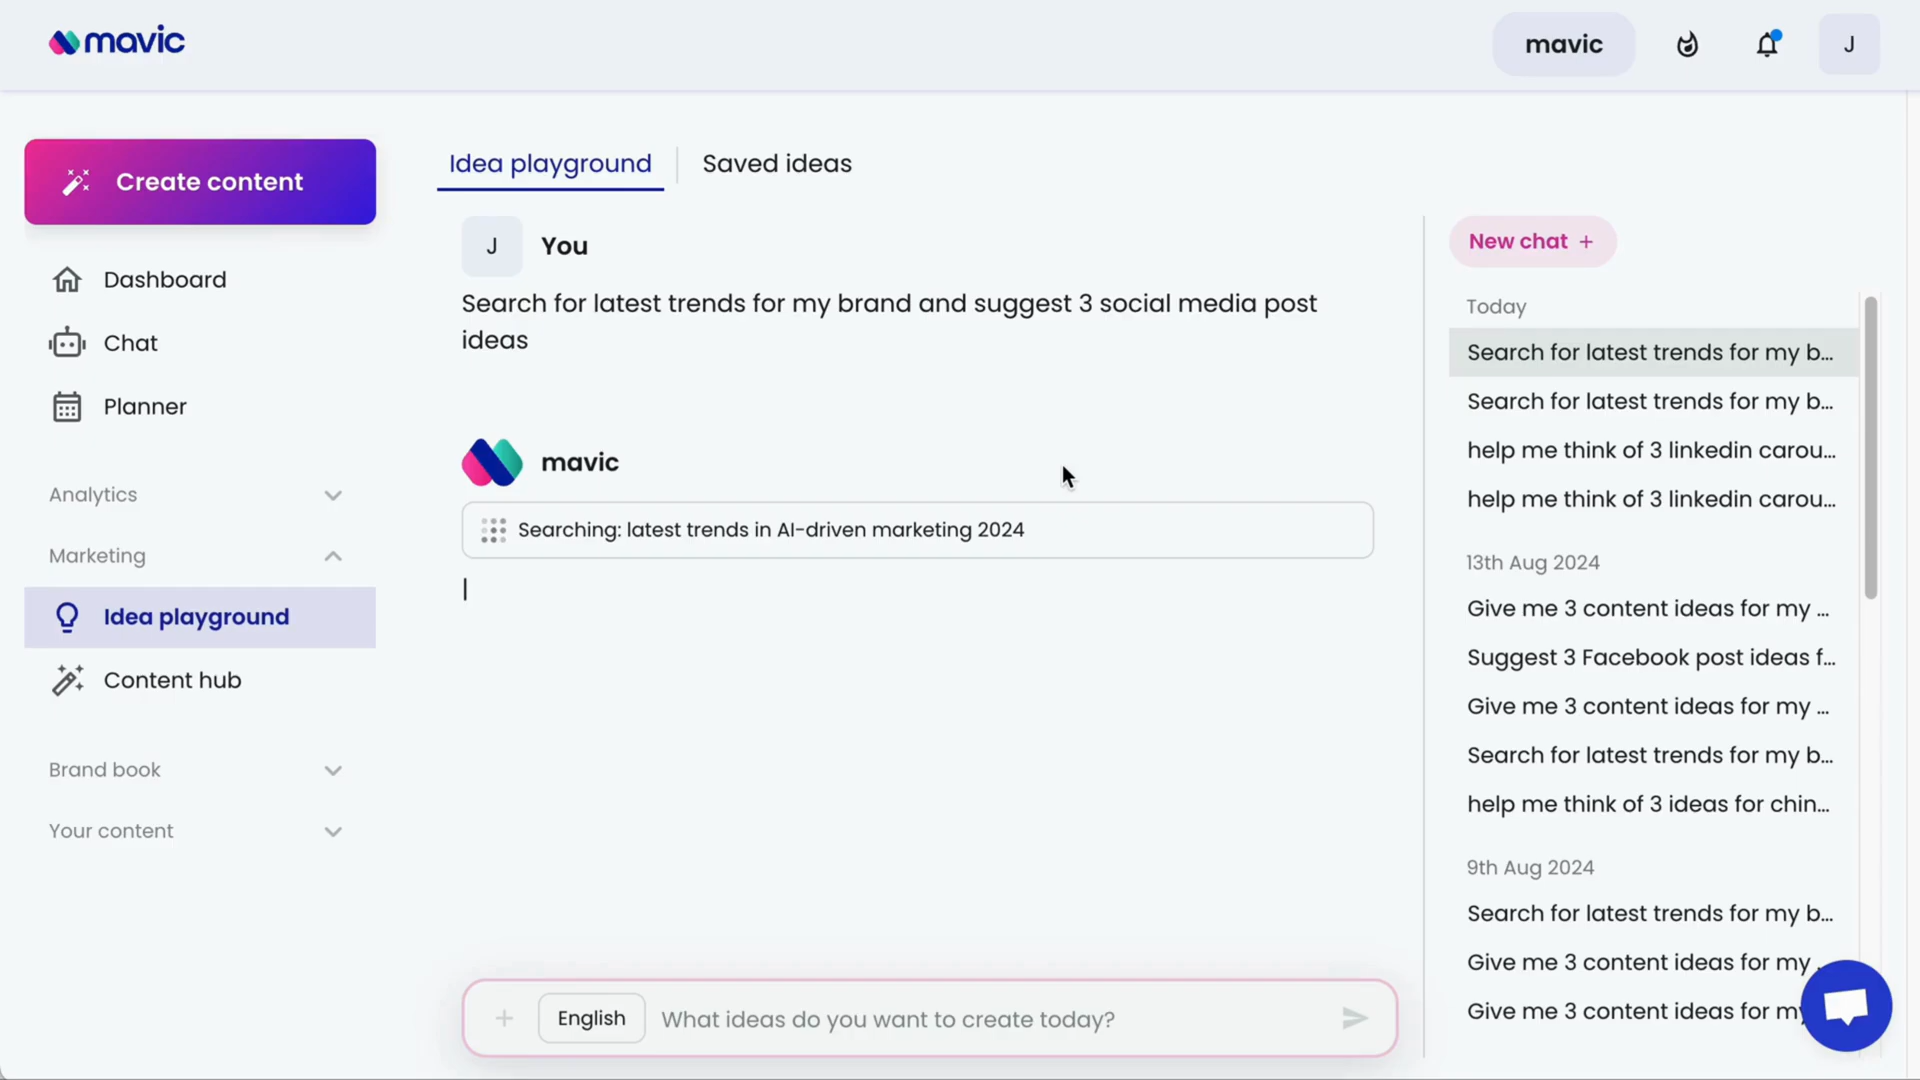 mavic
mavic
J
Create content
Dashboard
Chat
Planner
Analytics
Marketing
Idea playground
Content hub
Brand book
Your content
Idea playground
Saved ideas
J
You
Search for latest trends for my brand and suggest 3 social media post
ideas
mavic
Searching: latest trends in AI-driven marketing 2024
English
What ideas do you want to create today?
New chat +
Today
Search for latest trends for my b...
Search for latest trends for my b...
help me think of 3 linkedin carou...
help me think of 3 linkedin carou...
13th Aug 2024
Give me 3 content ideas for my ...
Suggest 3 Facebook post ideas f...
Give me 3 content ideas for my ...
Search for latest trends for my b...
help me think of 3 ideas for chin...
9th Aug 2024
Search for latest trends for my b...
Give me 3 content ideas for my
Give me 3 content ideas for my